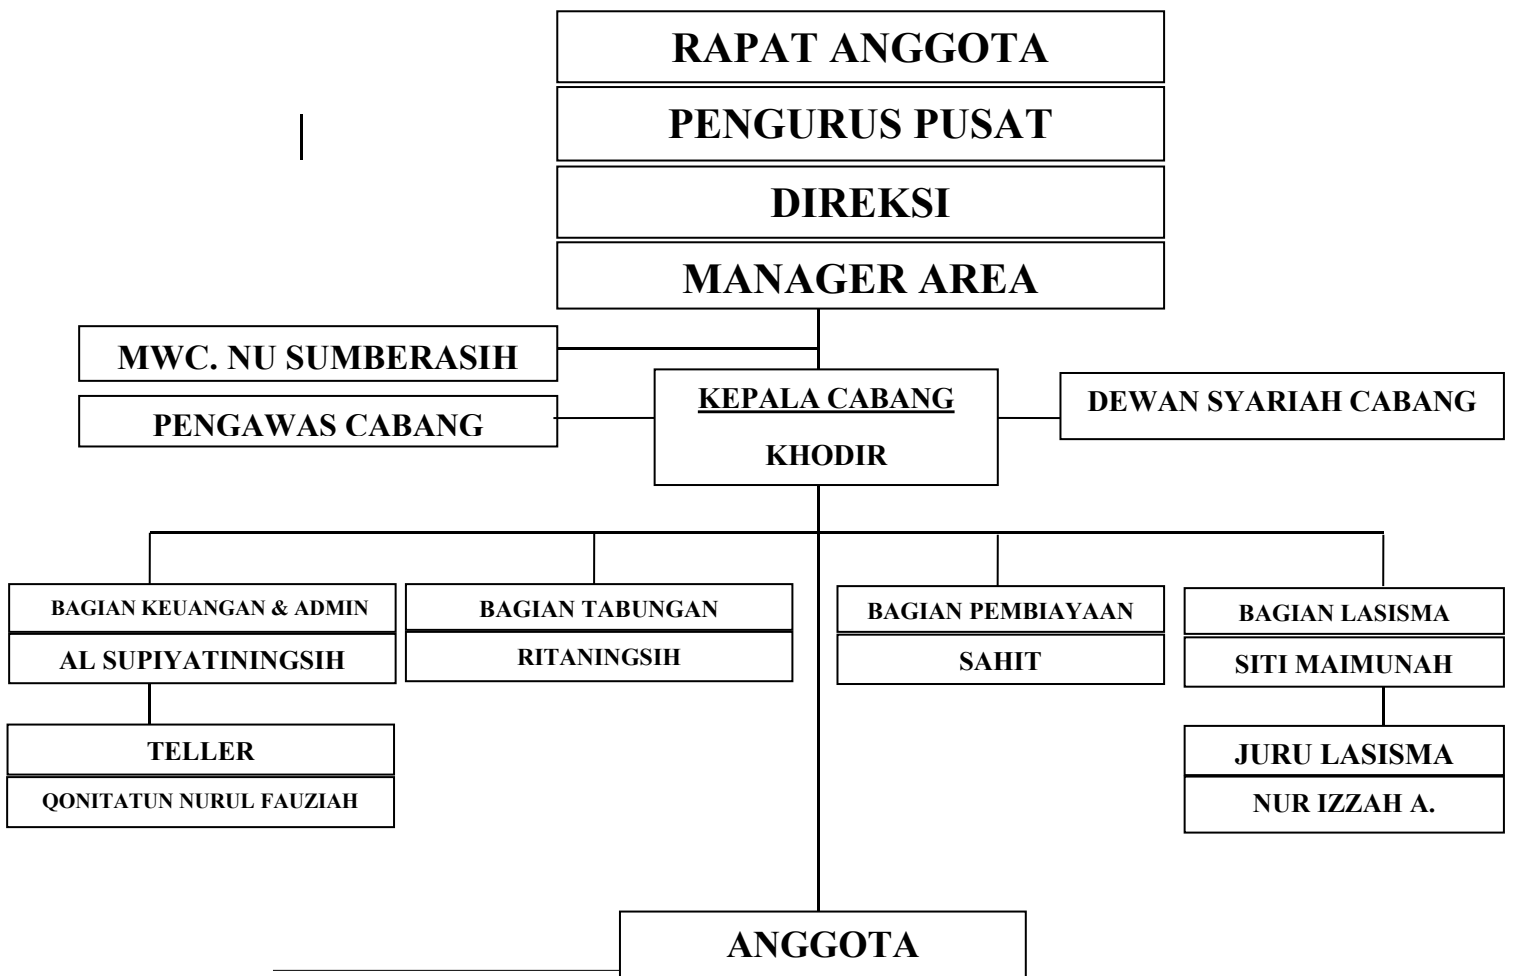 RAPAT ANGGOTA
PENGURUS PUSAT
DIREKSI
MANAGER AREA
MWC. NU SUMBERASIH
PENGAWAS CABANG
KEPALA CABANG
KHODIR
DEWAN SYARIAH CABANG
BAGIAN KEUANGAN & ADMIN
AL SUPIYATININGSIH
BAGIAN TABUNGAN
RITANINGSIH
BAGIAN PEMBIAYAAN
SAHIT
BAGIAN LASISMA
SITI MAIMUNAH
TELLER
QONITATUN NURUL FAUZIAH
JURU LASISMA
NUR IZZAH A.
ANGGOTA